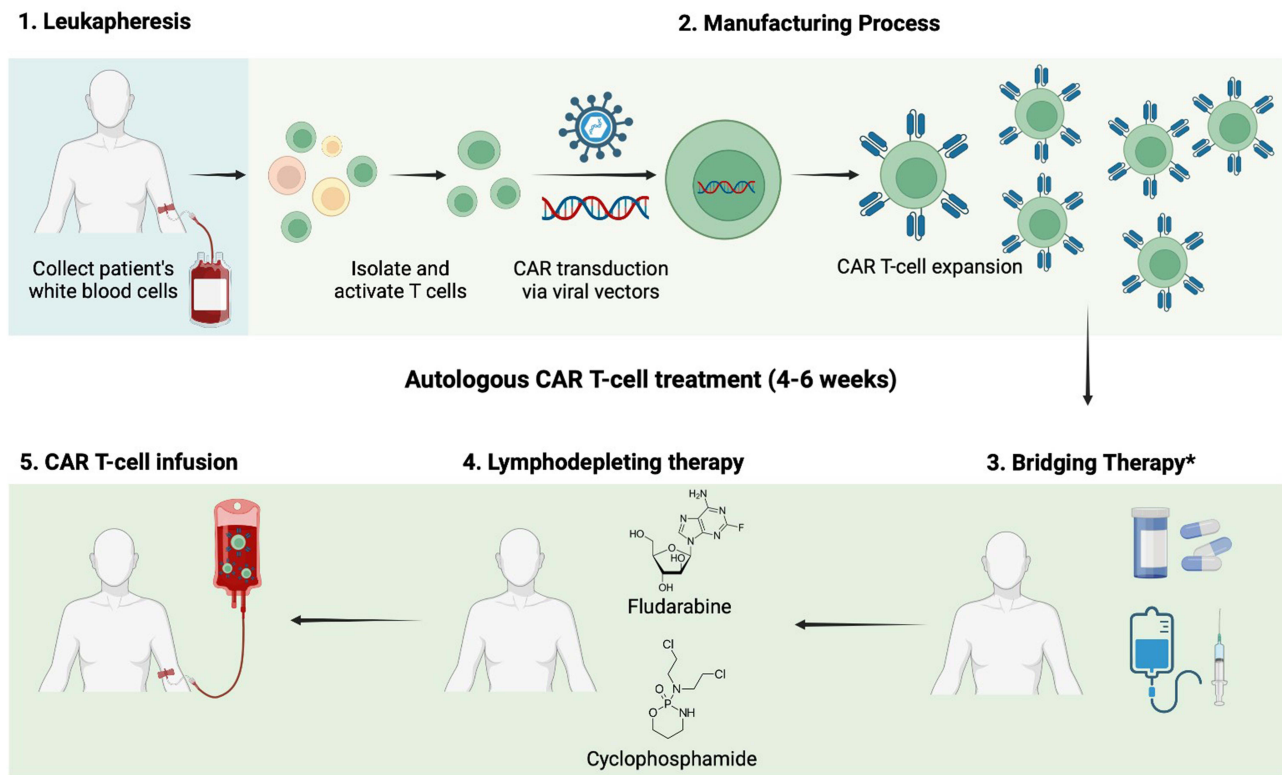 1. Leukapheresis
2. Manufacturing Process
Collect patient's
white blood cells
Isolate and
activate T cells
CAR transduction
via viral vectors
CAR T-cell expansion
Autologous CAR T-cell treatment (4-6 weeks)
5. CAR T-cell infusion
4. Lymphodepleting therapy
3. Bridging Therapy*
H₂N
N
N
F
N
N
HO
O
HO
OH
Fludarabine
Cl
Cl
O
N
P
O
NH
Cyclophosphamide